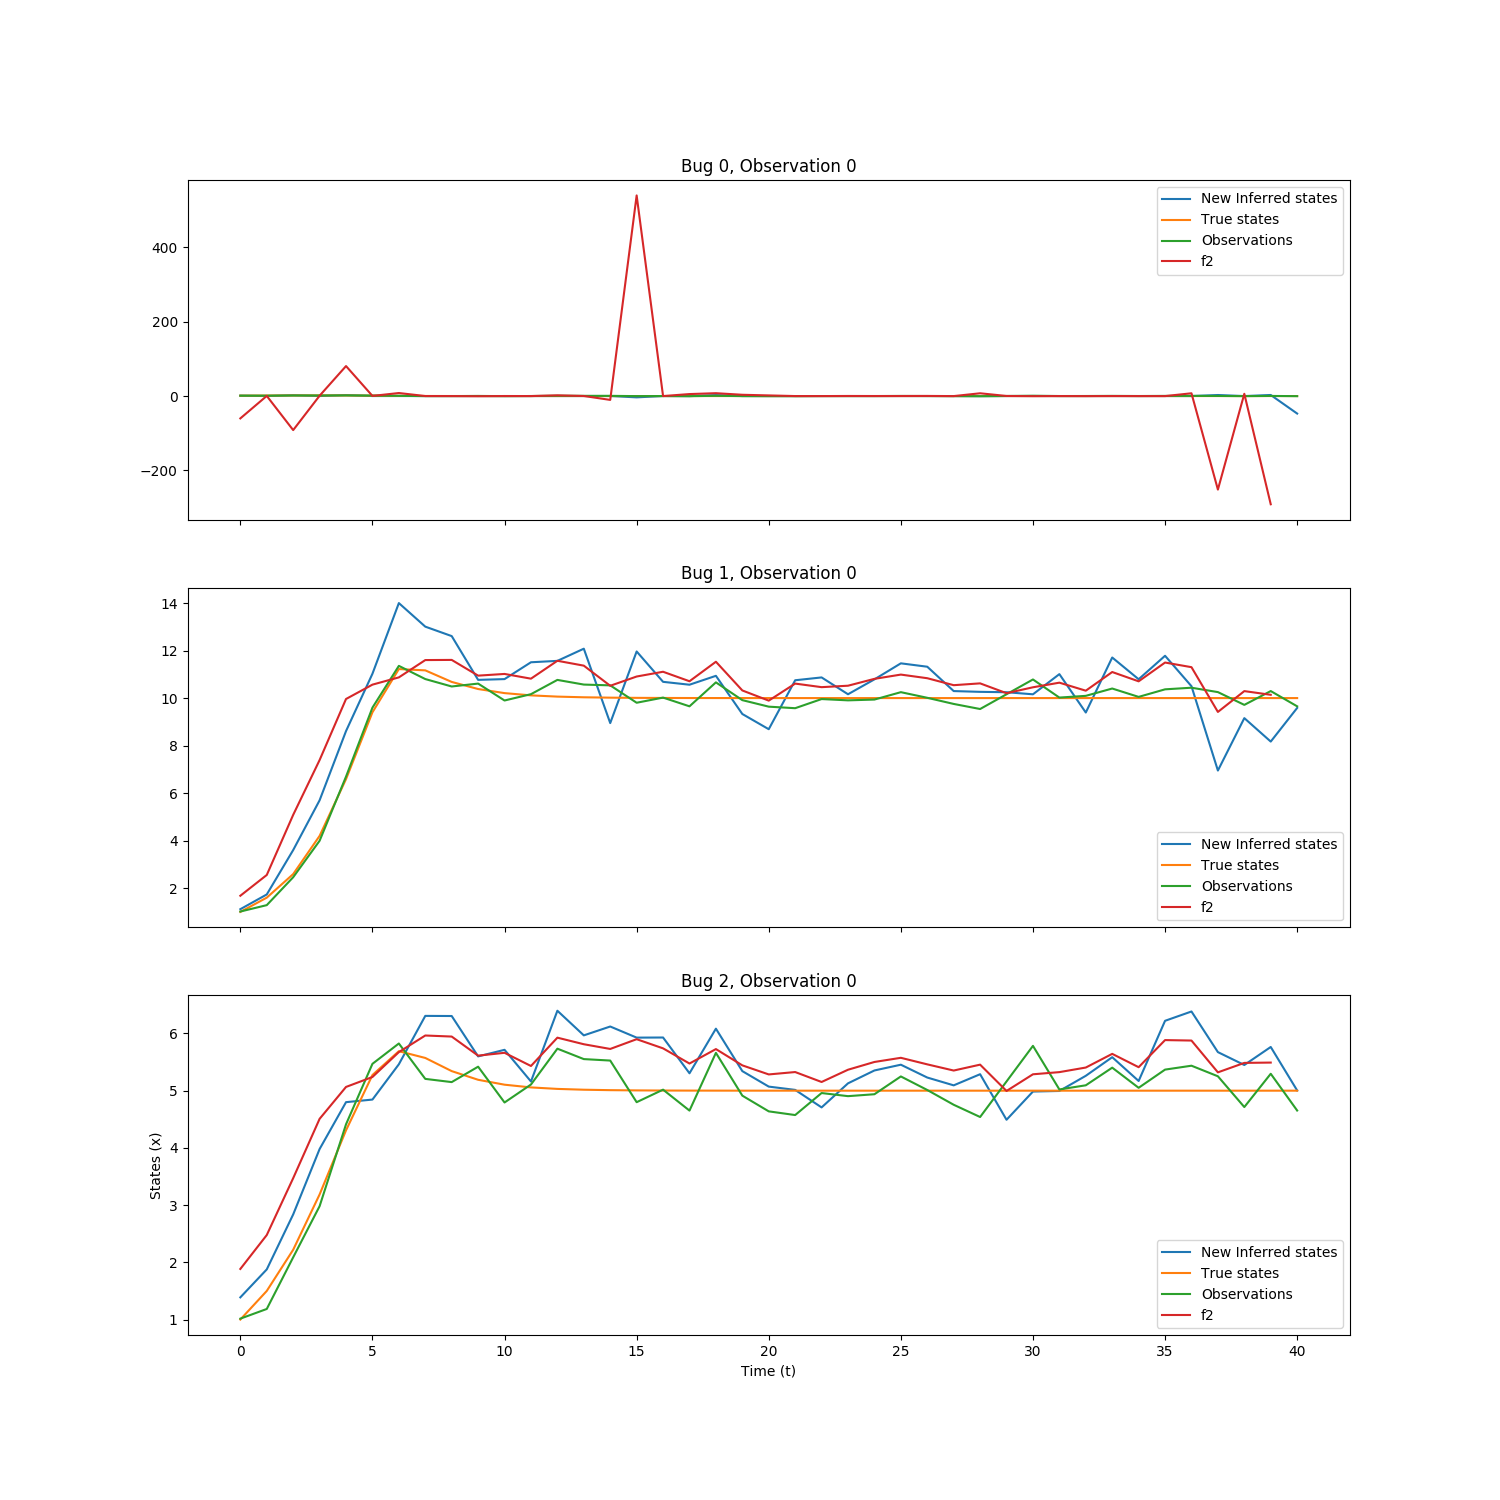 Bug 0, Observation 0
New Inferred states
True states
Observations
f2
400
200
0
−200
Bug 1, Observation 0
14
12
10
8
6
4
2
New Inferred states
True states
Observations
f2
Bug 2, Observation 0
6
5
4
3
2
1
States (x)
New Inferred states
True states
Observations
f2
0 5 10 15 20 25 30 35 40
Time (t)